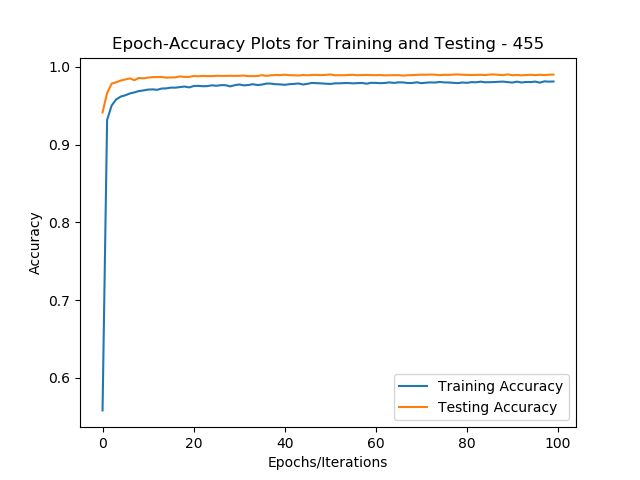 Epoch-Accuracy Plots for Training and Testing - 455
1.0
0.9
0.8
0.7
0.6
Accuracy
0
20
40
60
80
100
Epochs/Iterations
Training Accuracy
Testing Accuracy